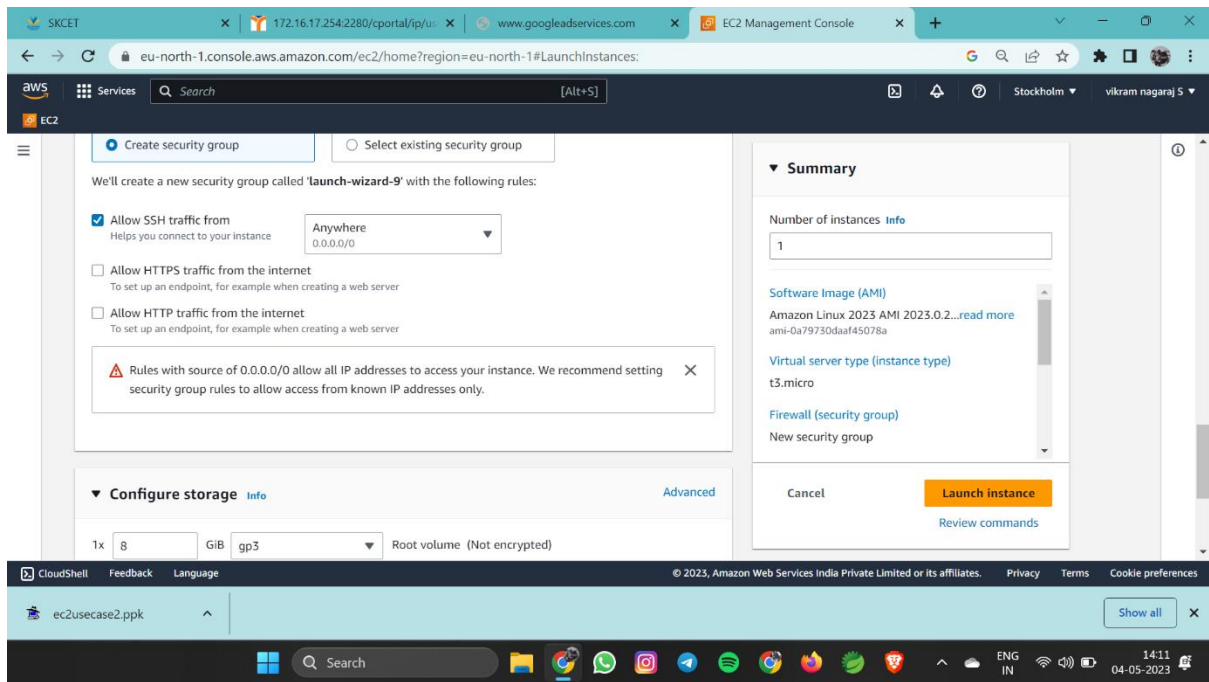 SKCET
172.16.17.254:2280/cportal/ip/us
www.googleadservices.com
EC2 Management Console
eu-north-1.console.aws.amazon.com/ec2/home?region=eu-north-1#LaunchInstances:
aws
Services
Search
[Alt+S]
Stockholm
vikram nagaraj S
EC2
Create security group
Select existing security group
We'll create a new security group called 'launch-wizard-9' with the following rules:
Allow SSH traffic from
Helps you connect to your instance
Anywhere
0.0.0.0/0
Allow HTTPS traffic from the internet
To set up an endpoint, for example when creating a web server
Allow HTTP traffic from the internet
To set up an endpoint, for example when creating a web server
Rules with source of 0.0.0.0/0 allow all IP addresses to access your instance. We recommend setting
security group rules to allow access from known IP addresses only.
Configure storage Info
Advanced
1x 8 GiB gp3 Root volume (Not encrypted)
Summary
Number of instances Info
1
Software Image (AMI)
Amazon Linux 2023 AMI 2023.0.2...read more
ami-0a79730daaf45078a
Virtual server type (instance type)
t3.micro
Firewall (security group)
New security group
Cancel
Launch instance
Review commands
CloudShell Feedback Language
© 2023, Amazon Web Services India Private Limited or its affiliates. Privacy Terms Cookie preferences
ec2usecase2.ppk
Show all
Search
ENG
IN
14:11
04-05-2023